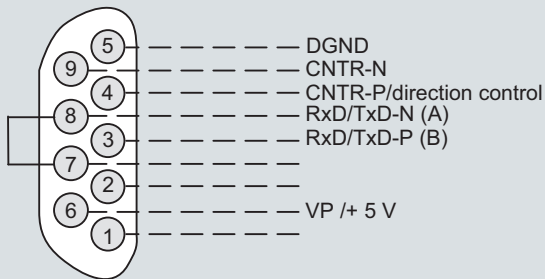 5 DGND
9 CNTR-N
4 CNTR-P/direction control
8 RxD/TxD-N (A)
3 RxD/TxD-P (B)
7
2
6 VP /+ 5 V
1